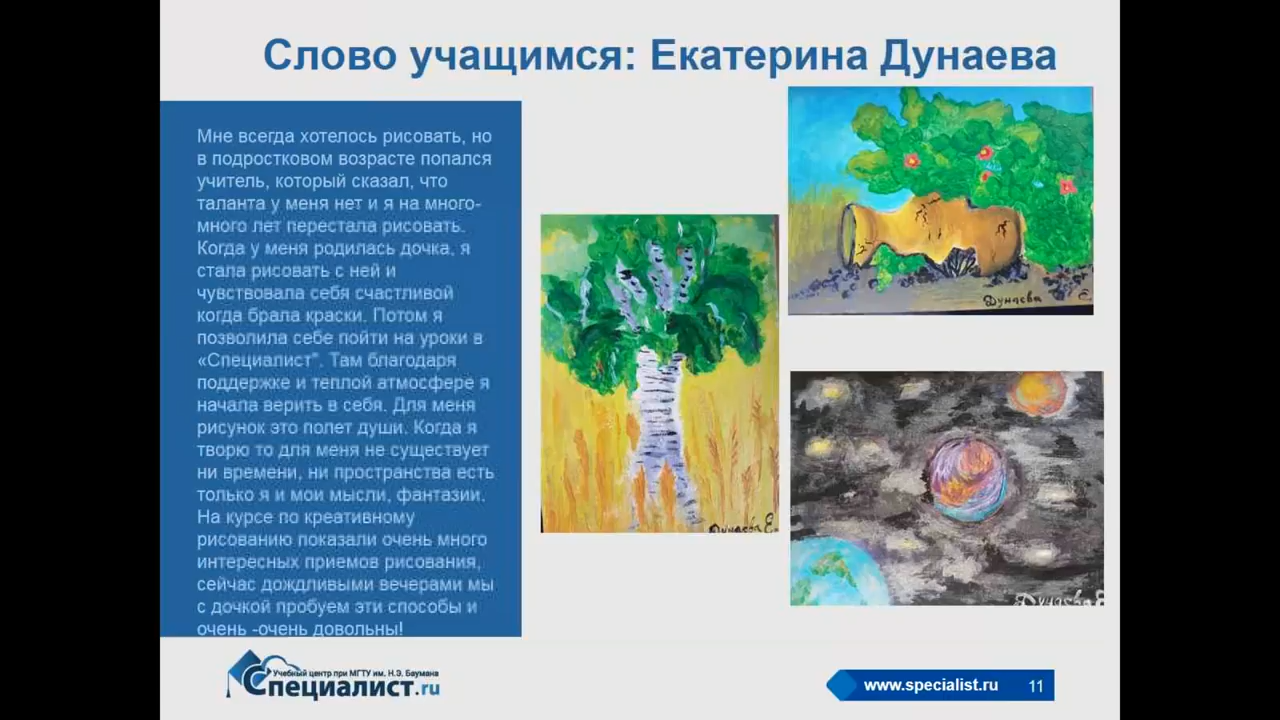 Слово учащимся: Екатерина Дунаева
Мне всегда хотелось рисовать, но
в подростковом возрасте попался
учитель, который сказал, что
таланта у меня нет и я на много-
много лет перестала рисовать.
Когда у меня родилась дочка, я
стала рисовать с ней и
чувствовала себя счастливой
когда брала краски. Потом я
позволила себе пойти на уроки в
«Специалист". Там благодаря
поддержке и теплой атмосфере я
начала верить в себя. Для меня
рисунок это полет души. Когда я
творю то для меня не существует
ни времени, ни пространства есть
только я и мои мысли, фантазии.
На курсе по креативному
рисованию показали очень много
интересных приемов рисования,
сейчас дождливыми вечерами мы
с дочкой пробуем эти способы и
очень -очень довольны!
Дунаева Е.
Дунаева Е.
Дунаева Е
Учебный центр при МГТУ им. Н.Э. Баумана
Специалист.ru
www.specialist.ru
11